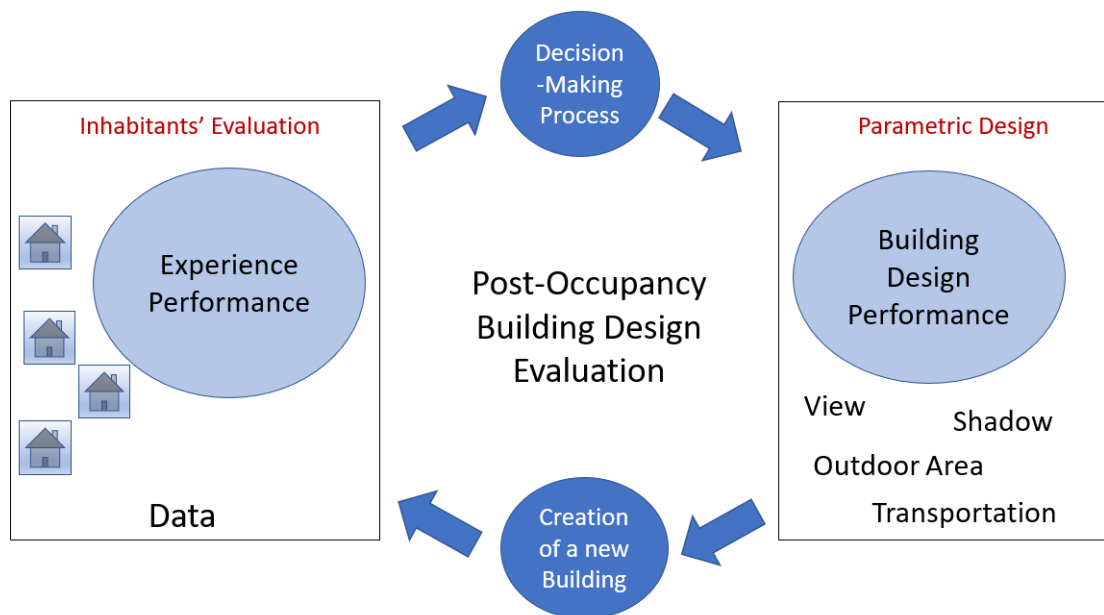 Decision
-Making
Process
Inhabitants’ Evaluation
Experience
Performance
Data
Post-Occupancy
Building Design
Evaluation
Parametric Design
Building
Design
Performance
View
Shadow
Outdoor Area
Transportation
Creation
of a new
Building